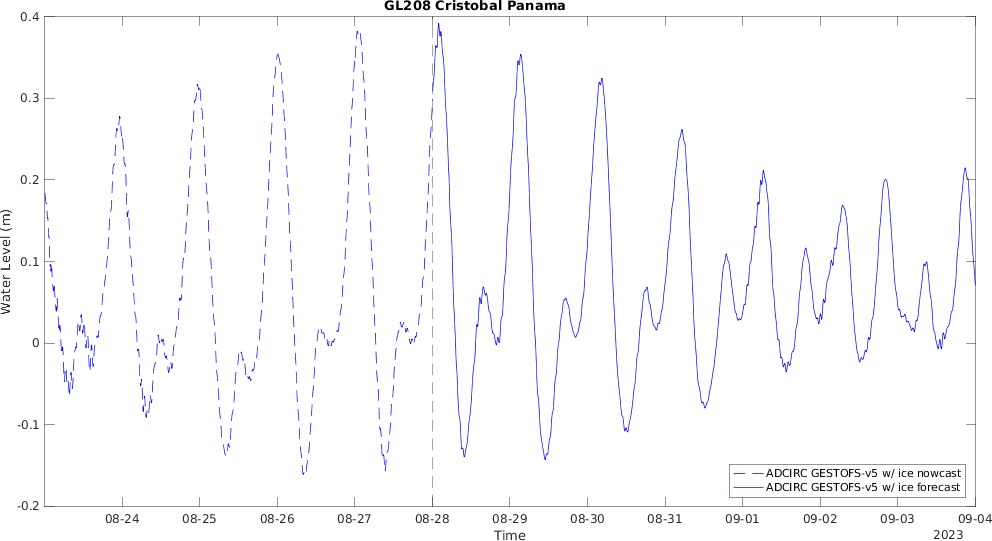 GL208 Cristobal Panama
0.4
0.3
0.2
0.1
0
-0.1
-0.2
Water Level (m)
ADCIRC GESTOFS-v5 w/ ice nowcast
ADCIRC GESTOFS-v5 w/ ice forecast
08-24 08-25 08-26 08-27 08-28 08-29 08-30 08-31 09-01 09-02 09-03 09-04
Time
2023